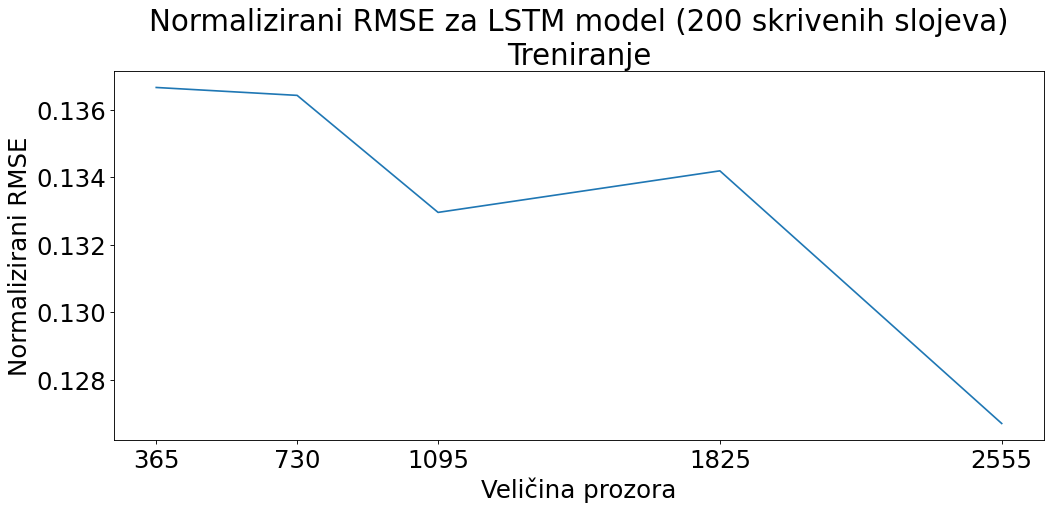 Normalizirani RMSE za LSTM model (200 skrivenih slojeva)
Treniranje
Normalizirani RMSE
0.136
0.134
0.132
0.130
0.128
365 730 1095 1825 2555
Veličina prozora